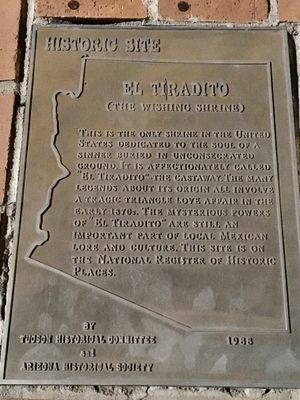 HISTORIC SITE
EL TIRADITO
(THE WISHING SHRINE)
THIS IS THE ONLY SHRINE IN THE UNITED
STATES DEDICATED TO THE SOUL OF A
SINNER BURIED IN UNCONSECRATED
GROUND. IT IS AFFECTIONATELY CALLED
"EL TIRADITO"-THE CASTAWAY. THE MANY
LEGENDS ABOUT ITS ORIGIN ALL INVOLVE
A TRAGIC TRIANGLE LOVE AFFAIR IN THE
EARLY 1870s. THE MYSTERIOUS POWERS
OF "EL TIRADITO" ARE STILL AN
IMPORTANT PART OF LOCAL MEXICAN
LORE AND CULTURE. THIS SITE IS ON
THE NATIONAL REGISTER OF HISTORIC
PLACES.
BY
TUCSON HISTORICAL COMMITTEE 1988
and
ARIZONA HISTORICAL SOCIETY